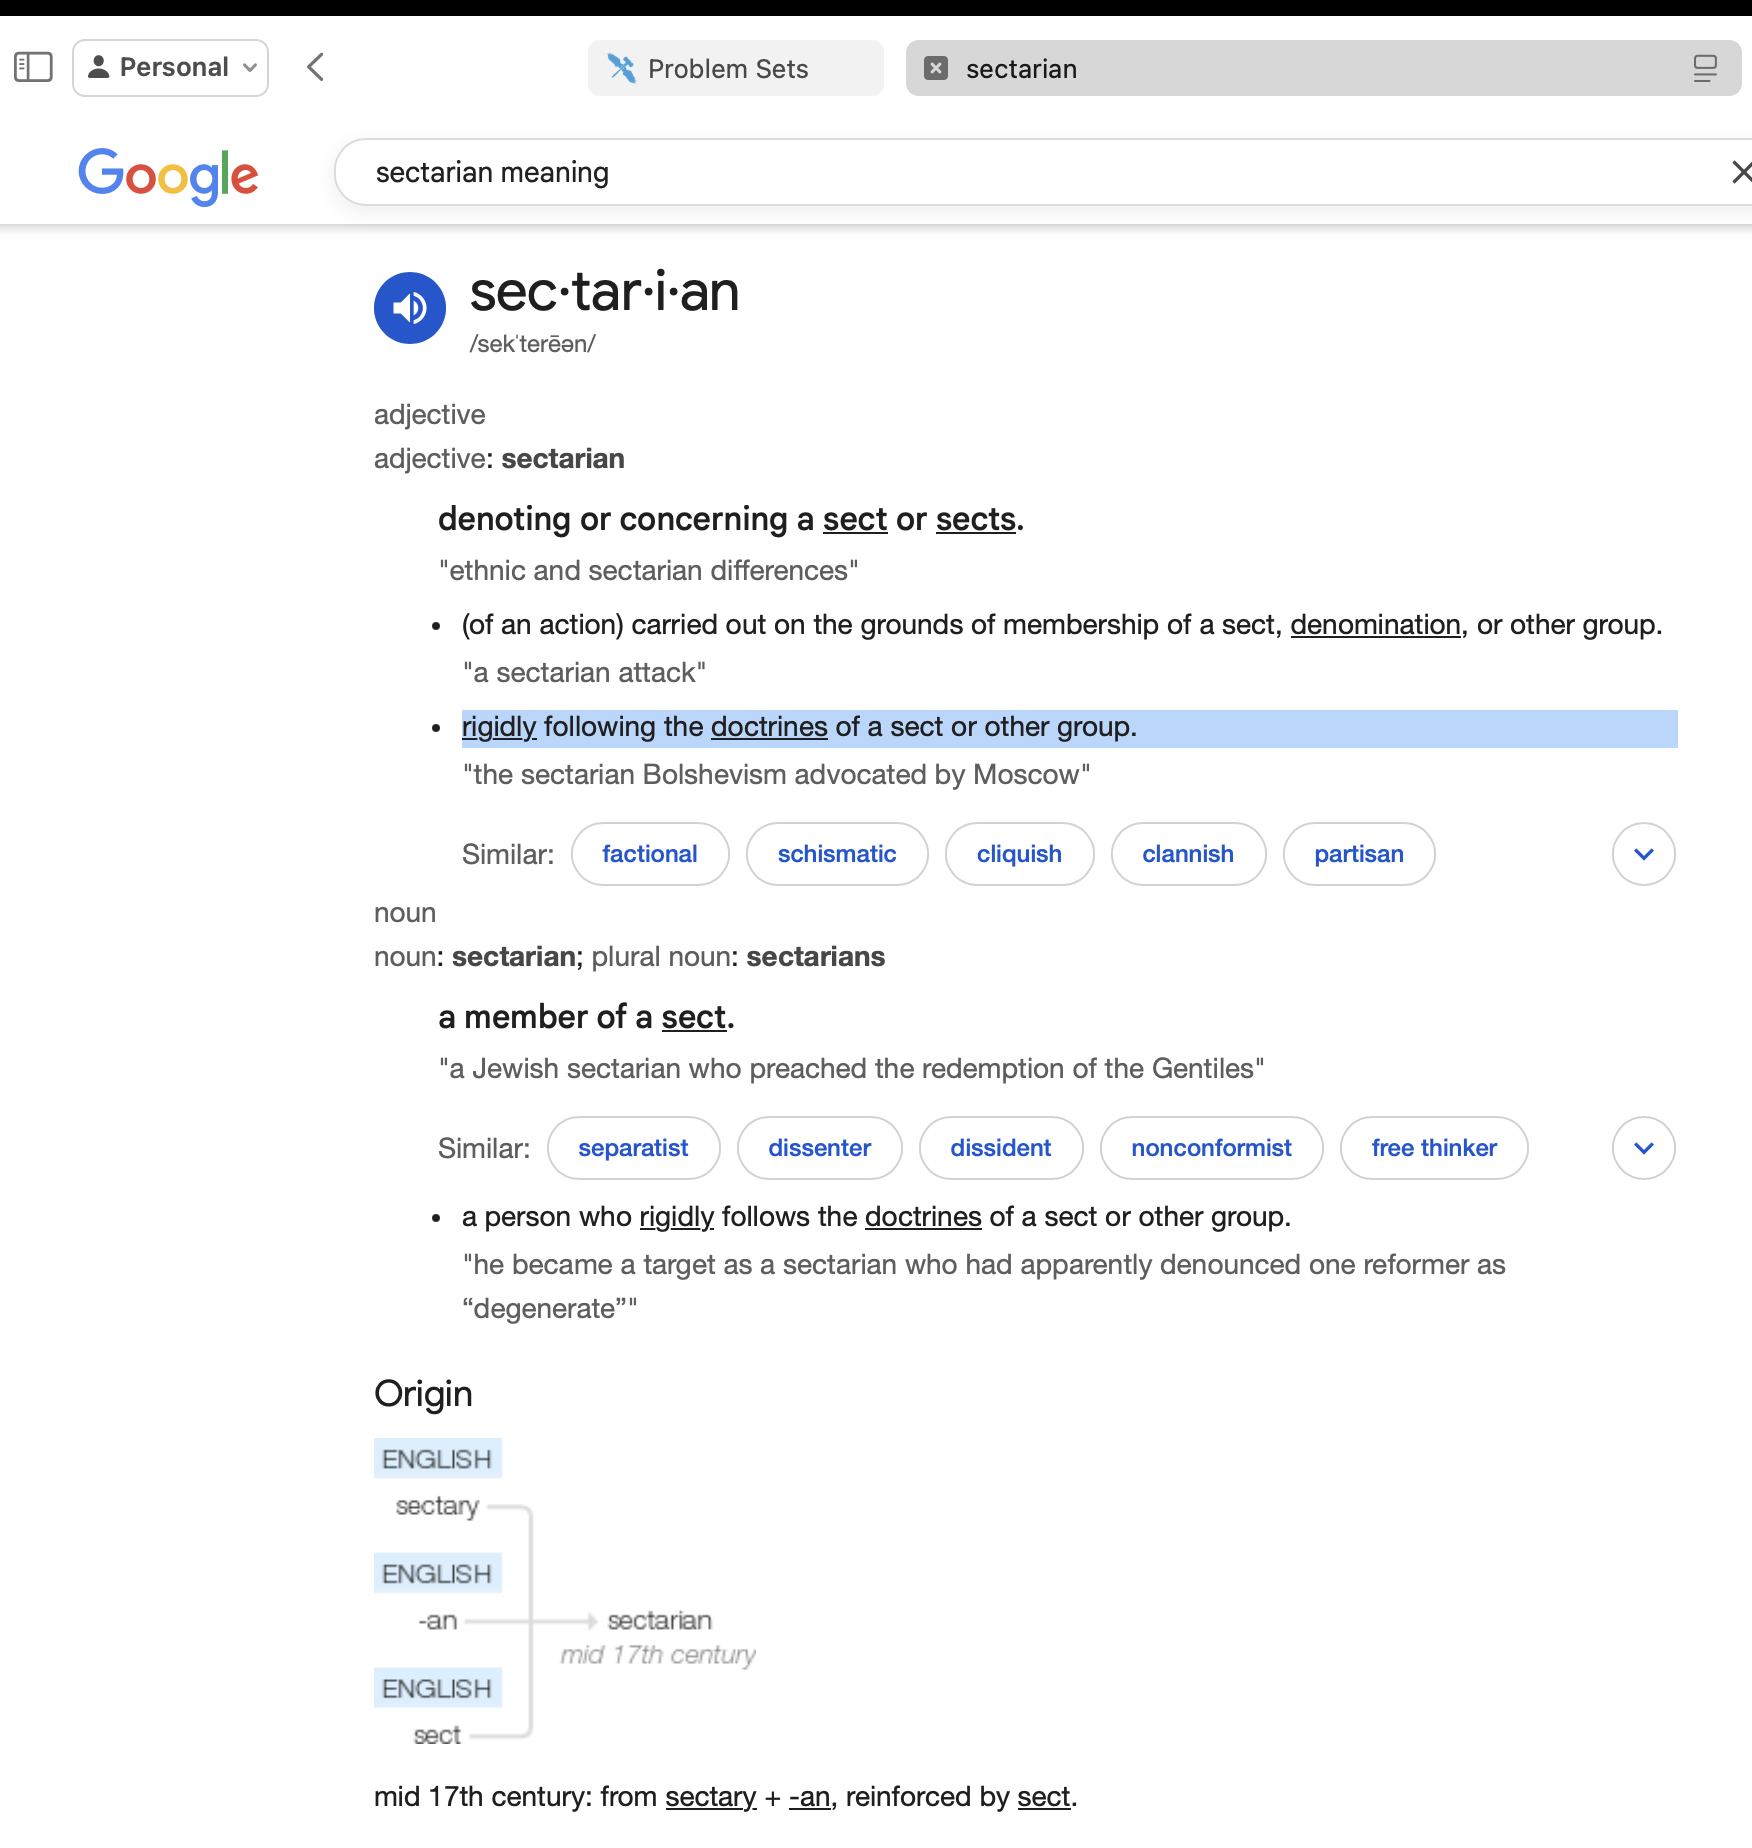 Personal
Problem Sets
sectarian
Google
sectarian meaning
sec·tar·i·an
/sekˈterēən/
adjective
adjective: sectarian
denoting or concerning a sect or sects.
"ethnic and sectarian differences"
• (of an action) carried out on the grounds of membership of a sect, denomination, or other group.
"a sectarian attack"
• rigidly following the doctrines of a sect or other group.
"the sectarian Bolshevism advocated by Moscow"
Similar: factional schismatic cliquish clannish partisan
noun
noun: sectarian; plural noun: sectarians
a member of a sect.
"a Jewish sectarian who preached the redemption of the Gentiles"
Similar: separatist dissenter dissident nonconformist free thinker
• a person who rigidly follows the doctrines of a sect or other group.
"he became a target as a sectarian who had apparently denounced one reformer as
“degenerate”"
Origin
ENGLISH
sectary
ENGLISH
-an
sectarian
mid 17th century
ENGLISH
sect
mid 17th century: from sectary + -an, reinforced by sect.